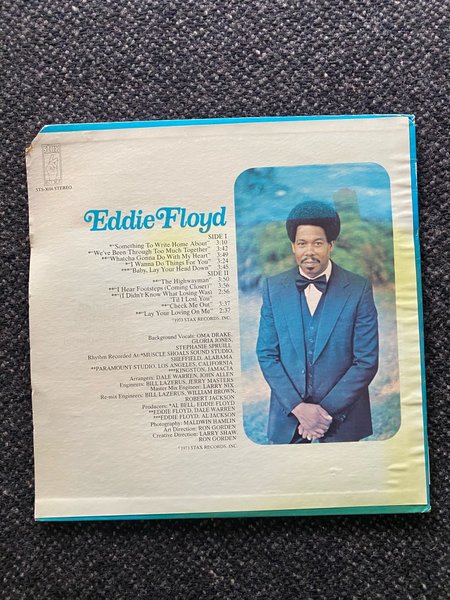 STAX
STS-3016 STEREO
Eddie Floyd
SIDE I
*"Something To Write Home About" 3:10
*"We've Been Through Too Much Together" 3:42
**"Whatcha Gonna Do With My Heart" 3:49
**"I Wanna Do Things For You" 3:24
***"Baby, Lay Your Head Down" 3:45
SIDE II
**"The Highwayman" 3:50
*"I Hear Footsteps (Coming Closer)" 2:56
**"(I Didn't Know What Losing Was)
'Til I Lost You"
*"Check Me Out" 3:37
**"Lay Your Loving On Me" 2:37
©1973 STAX RECORDS, INC.
Background Vocals: OMA DRAKE,
GLORIA JONES,
STEPHANIE SPRUILL
Rhythm Recorded At: *MUSCLE SHOALS SOUND STUDIO,
SHEFFIELD, ALABAMA
**PARAMOUNT STUDIO, LOS ANGELES, CALIFORNIA
***KINGSTON, JAMACIA
Arrangers: DALE WARREN, JOHN ALLEN
Engineers: BILL LAZERUS, JERRY MASTERS
Master Mix Engineer: LARRY NIX
Re-mix Engineers: BILL LAZERUS, WILLIAM BROWN,
ROBERT JACKSON
Producers: *AL BELL, EDDIE FLOYD
**EDDIE FLOYD, DALE WARREN
***EDDIE FLOYD, AL JACKSON
Photography: MALDWIN HAMLIN
Art Direction: RON GORDEN
Creative Direction: LARRY SHAW,
RON GORDEN
©1973 STAX RECORDS, INC.